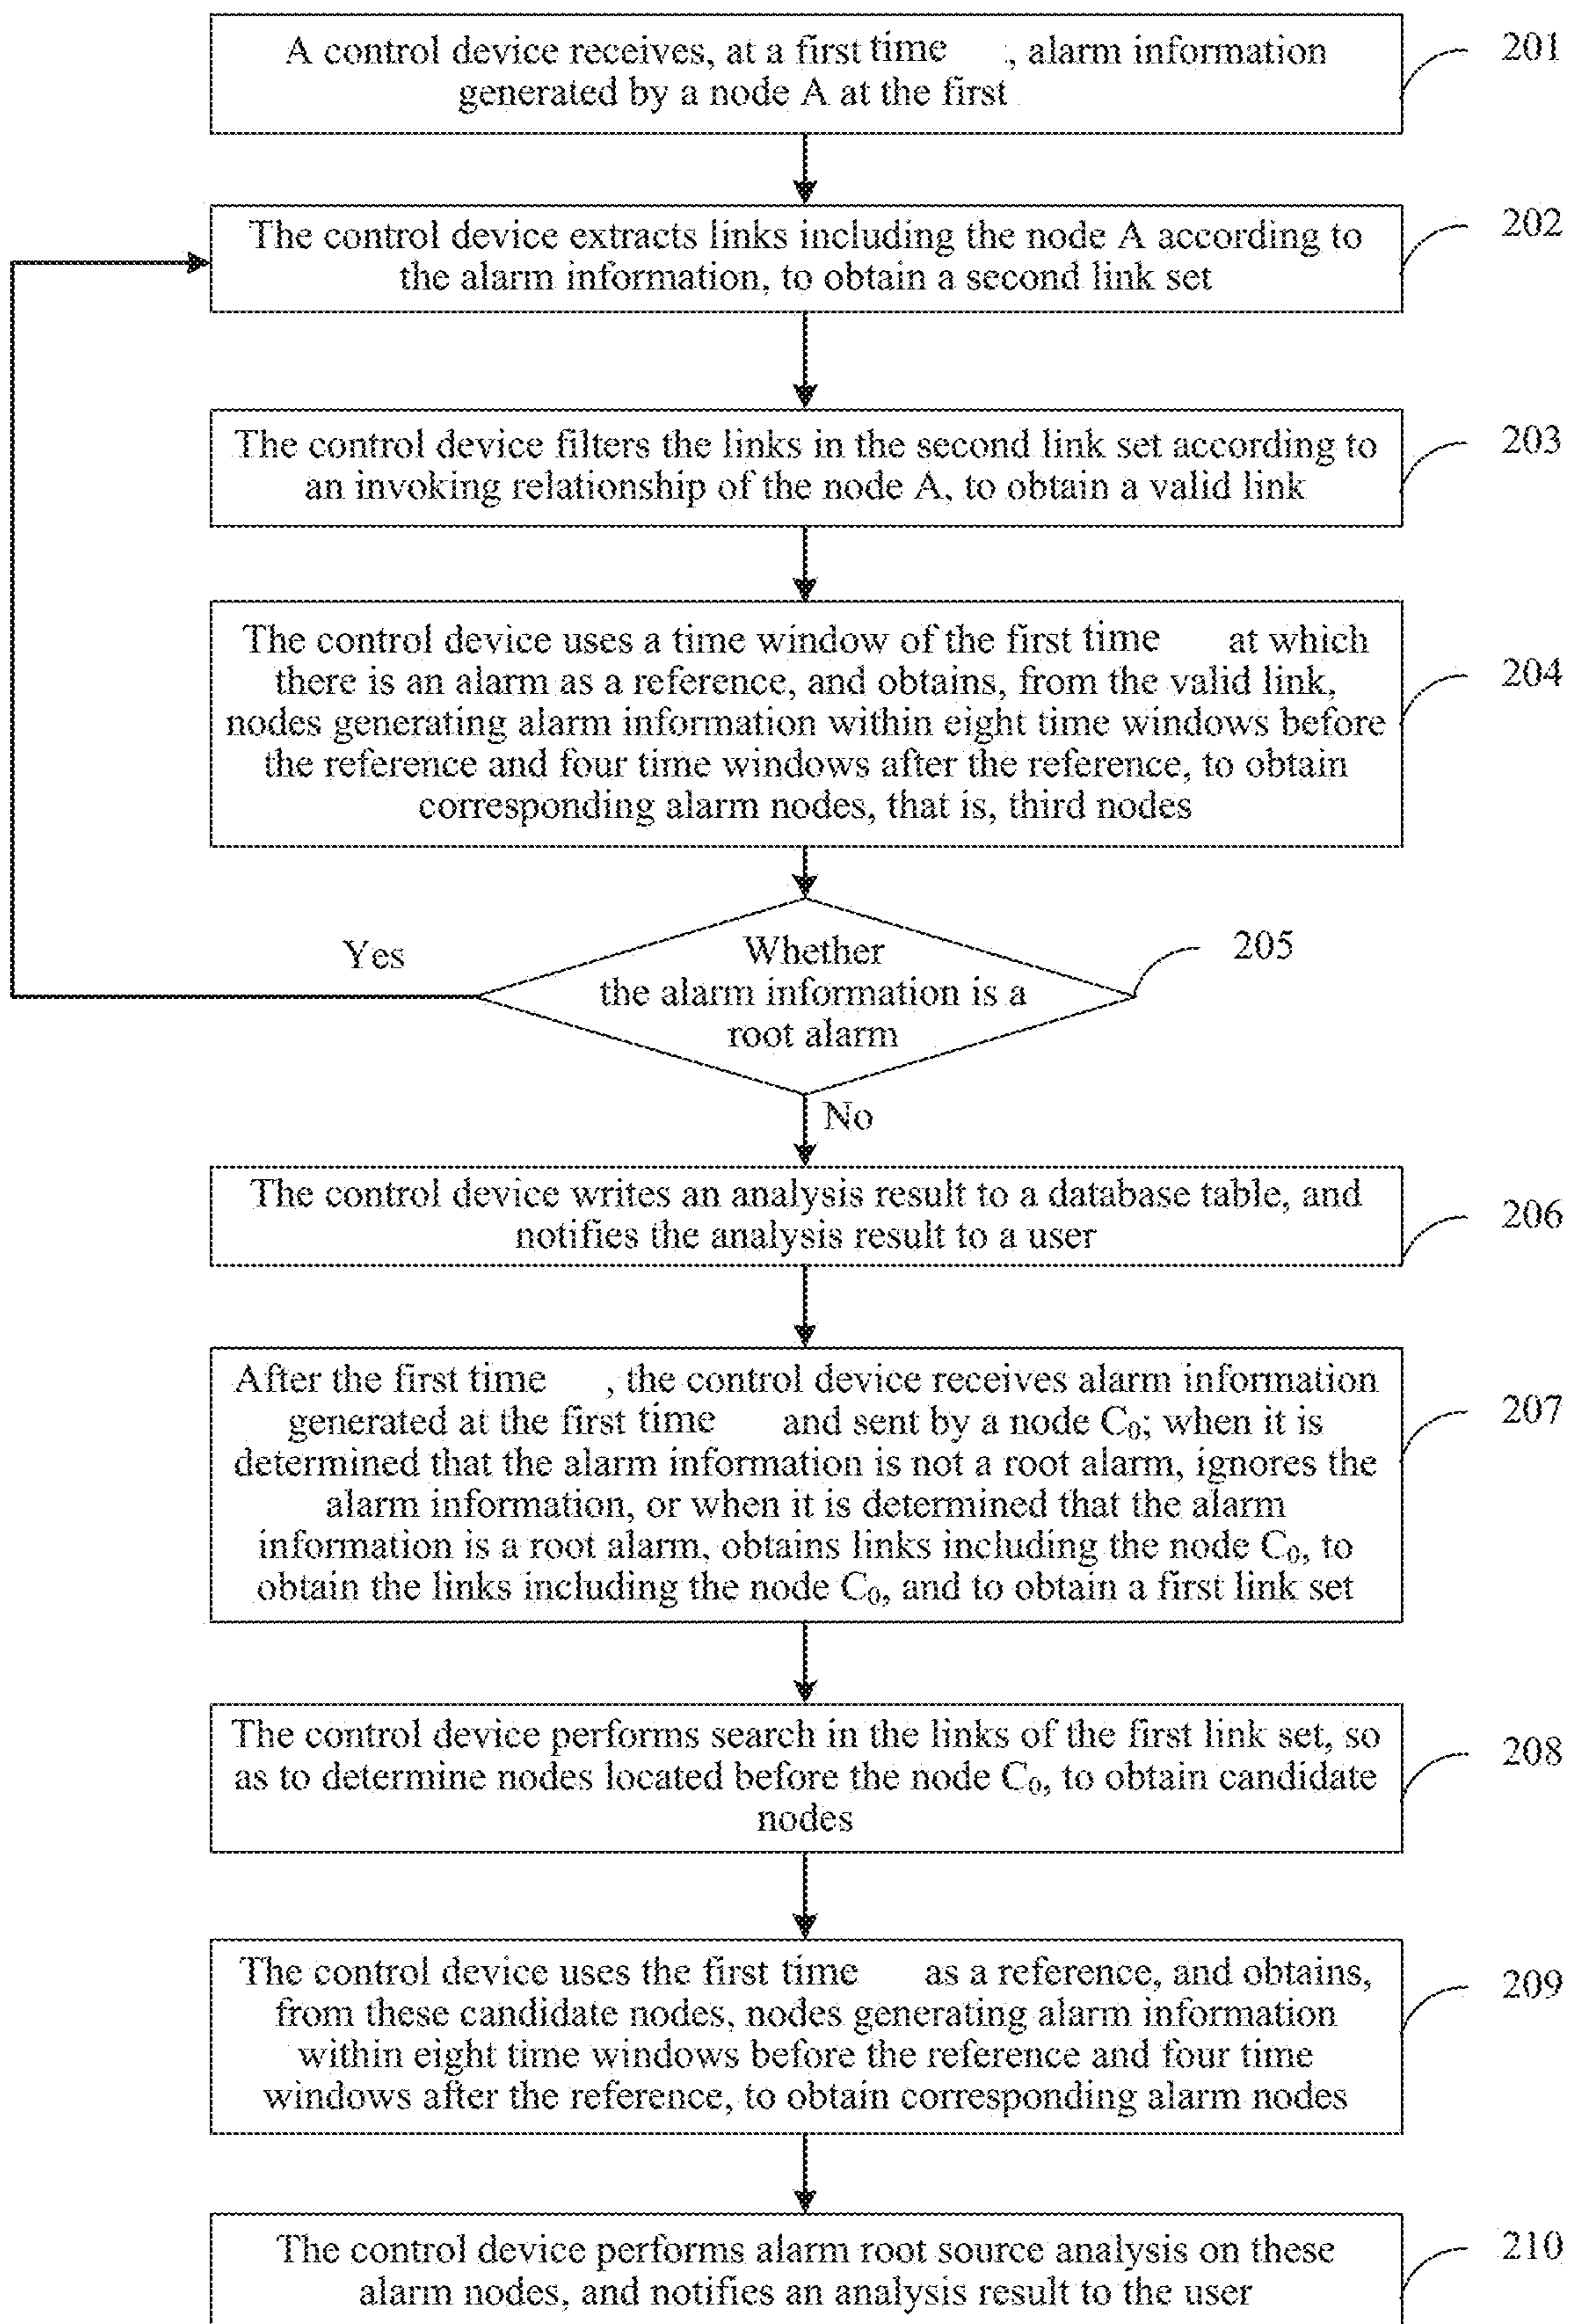 A control device receives, at a first time , alarm information
generated by a node A at the first
201
The control device extracts links including the node A according to
the alarm information, to obtain a second link set
202
The control device filters the links in the second link set according to
an invoking relationship of the node A, to obtain a valid link
203
The control device uses a time window of the first time at which
there is an alarm as a reference, and obtains, from the valid link,
nodes generating alarm information within eight time windows before
the reference and four time windows after the reference, to obtain
corresponding alarm nodes, that is, third nodes
204
Yes
Whether
the alarm information is a
root alarm
205
No
The control device writes an analysis result to a database table, and
notifies the analysis result to a user
206
After the first time , the control device receives alarm information
generated at the first time and sent by a node C₀; when it is
determined that the alarm information is not a root alarm, ignores the
alarm information, or when it is determined that the alarm
information is a root alarm, obtains links including the node C₀, to
obtain the links including the node C₀, and to obtain a first link set
207
The control device performs search in the links of the first link set, so
as to determine nodes located before the node C₀, to obtain candidate
nodes
208
The control device uses the first time as a reference, and obtains,
from these candidate nodes, nodes generating alarm information
within eight time windows before the reference and four time
windows after the reference, to obtain corresponding alarm nodes
209
The control device performs alarm root source analysis on these
alarm nodes, and notifies an analysis result to the user
210